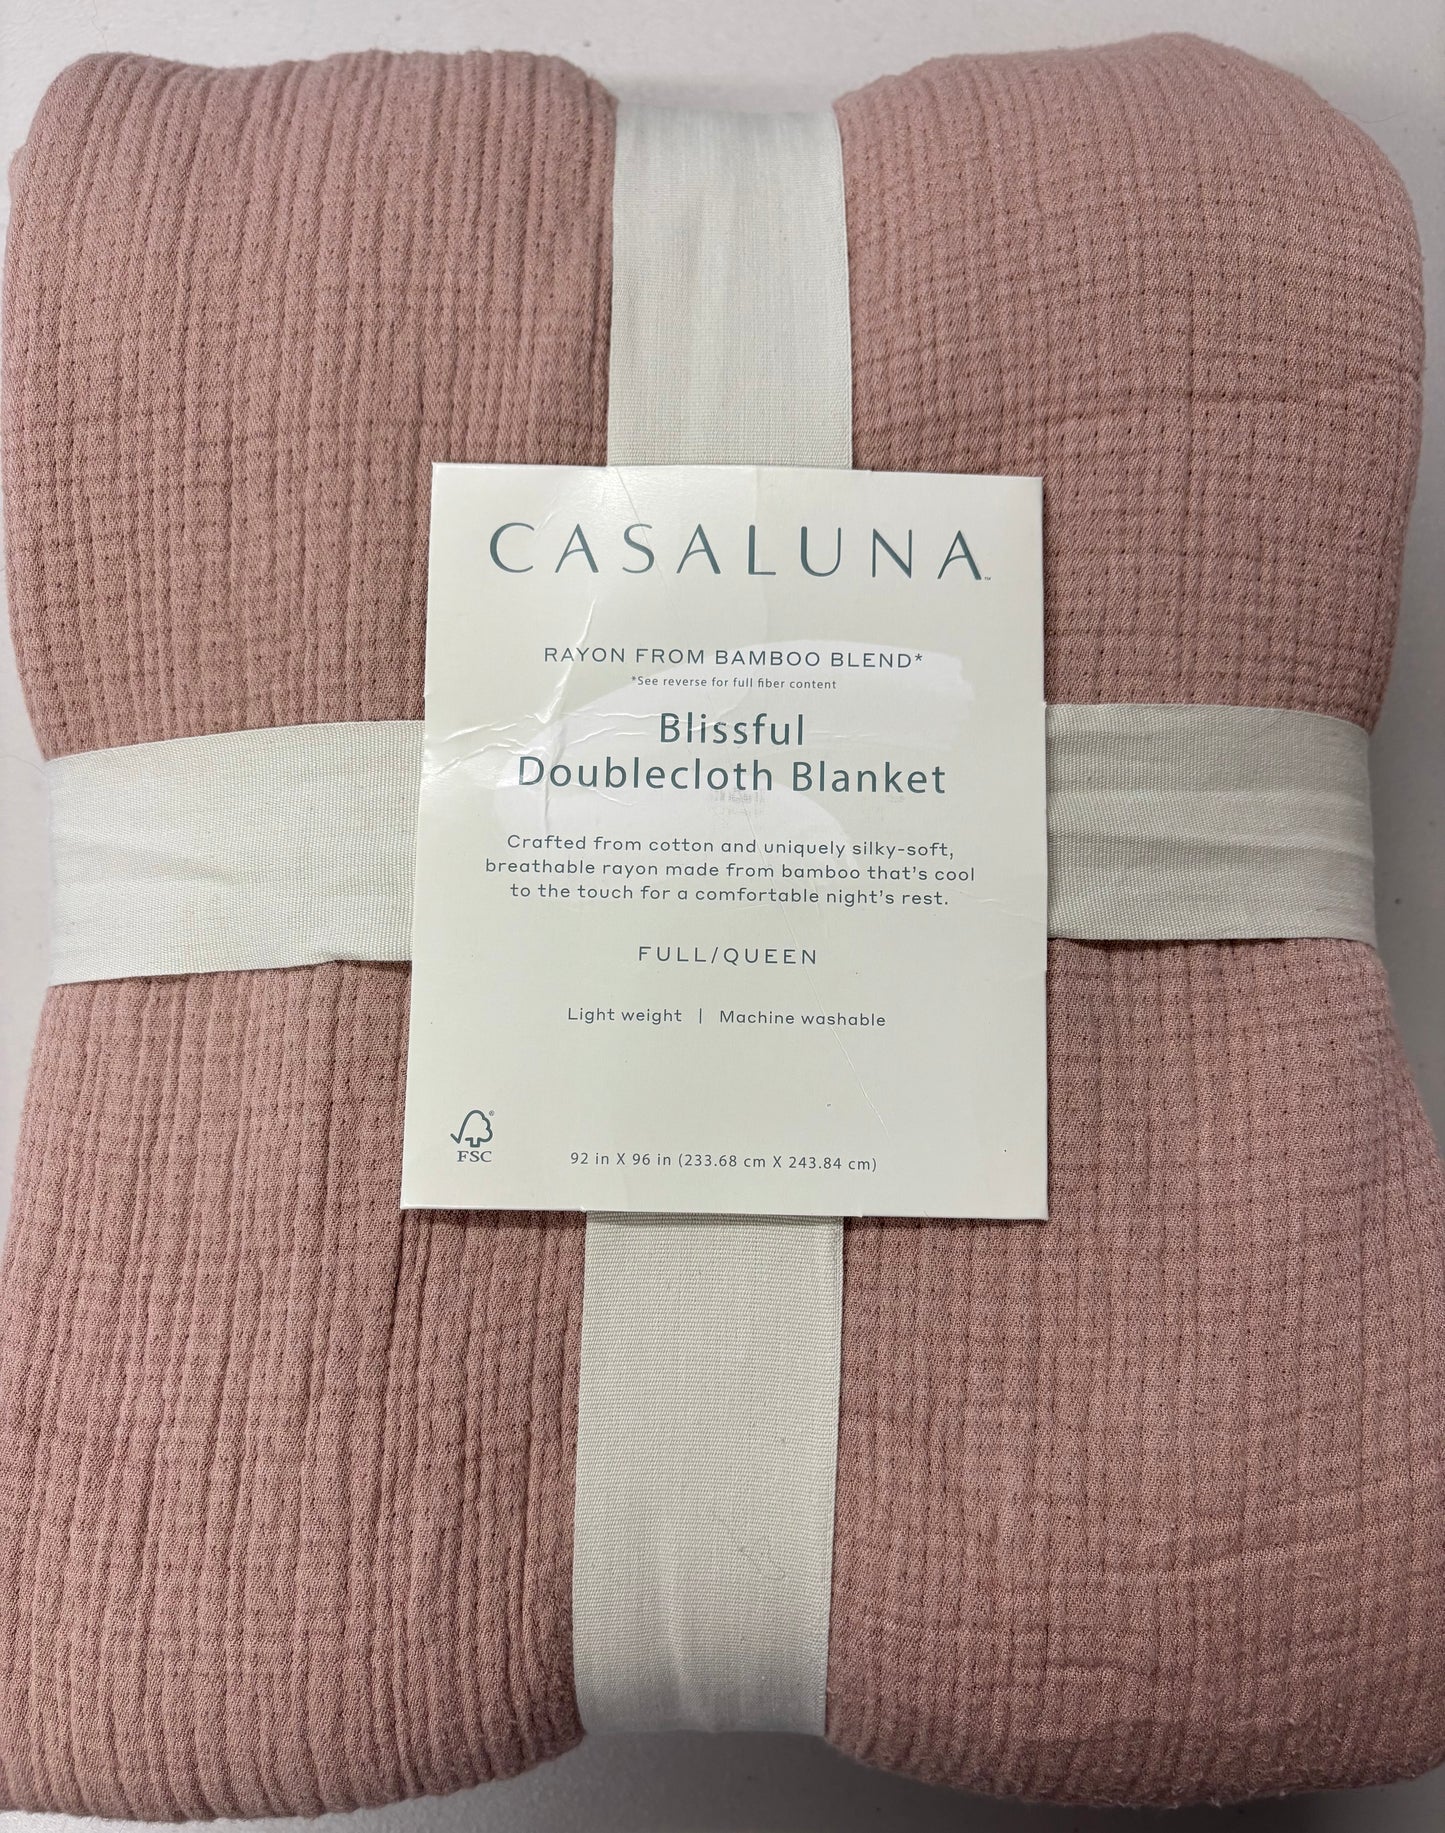 CASALUNA™
RAYON FROM BAMBOO BLEND*
*See reverse for full fiber content
Blissful
Doublecloth Blanket
Crafted from cotton and uniquely silky-soft,
breathable rayon made from bamboo that's cool
to the touch for a comfortable night's rest.
FULL/QUEEN
Light weight | Machine washable
®
FSC
92 in X 96 in (233.68 cm X 243.84 cm)